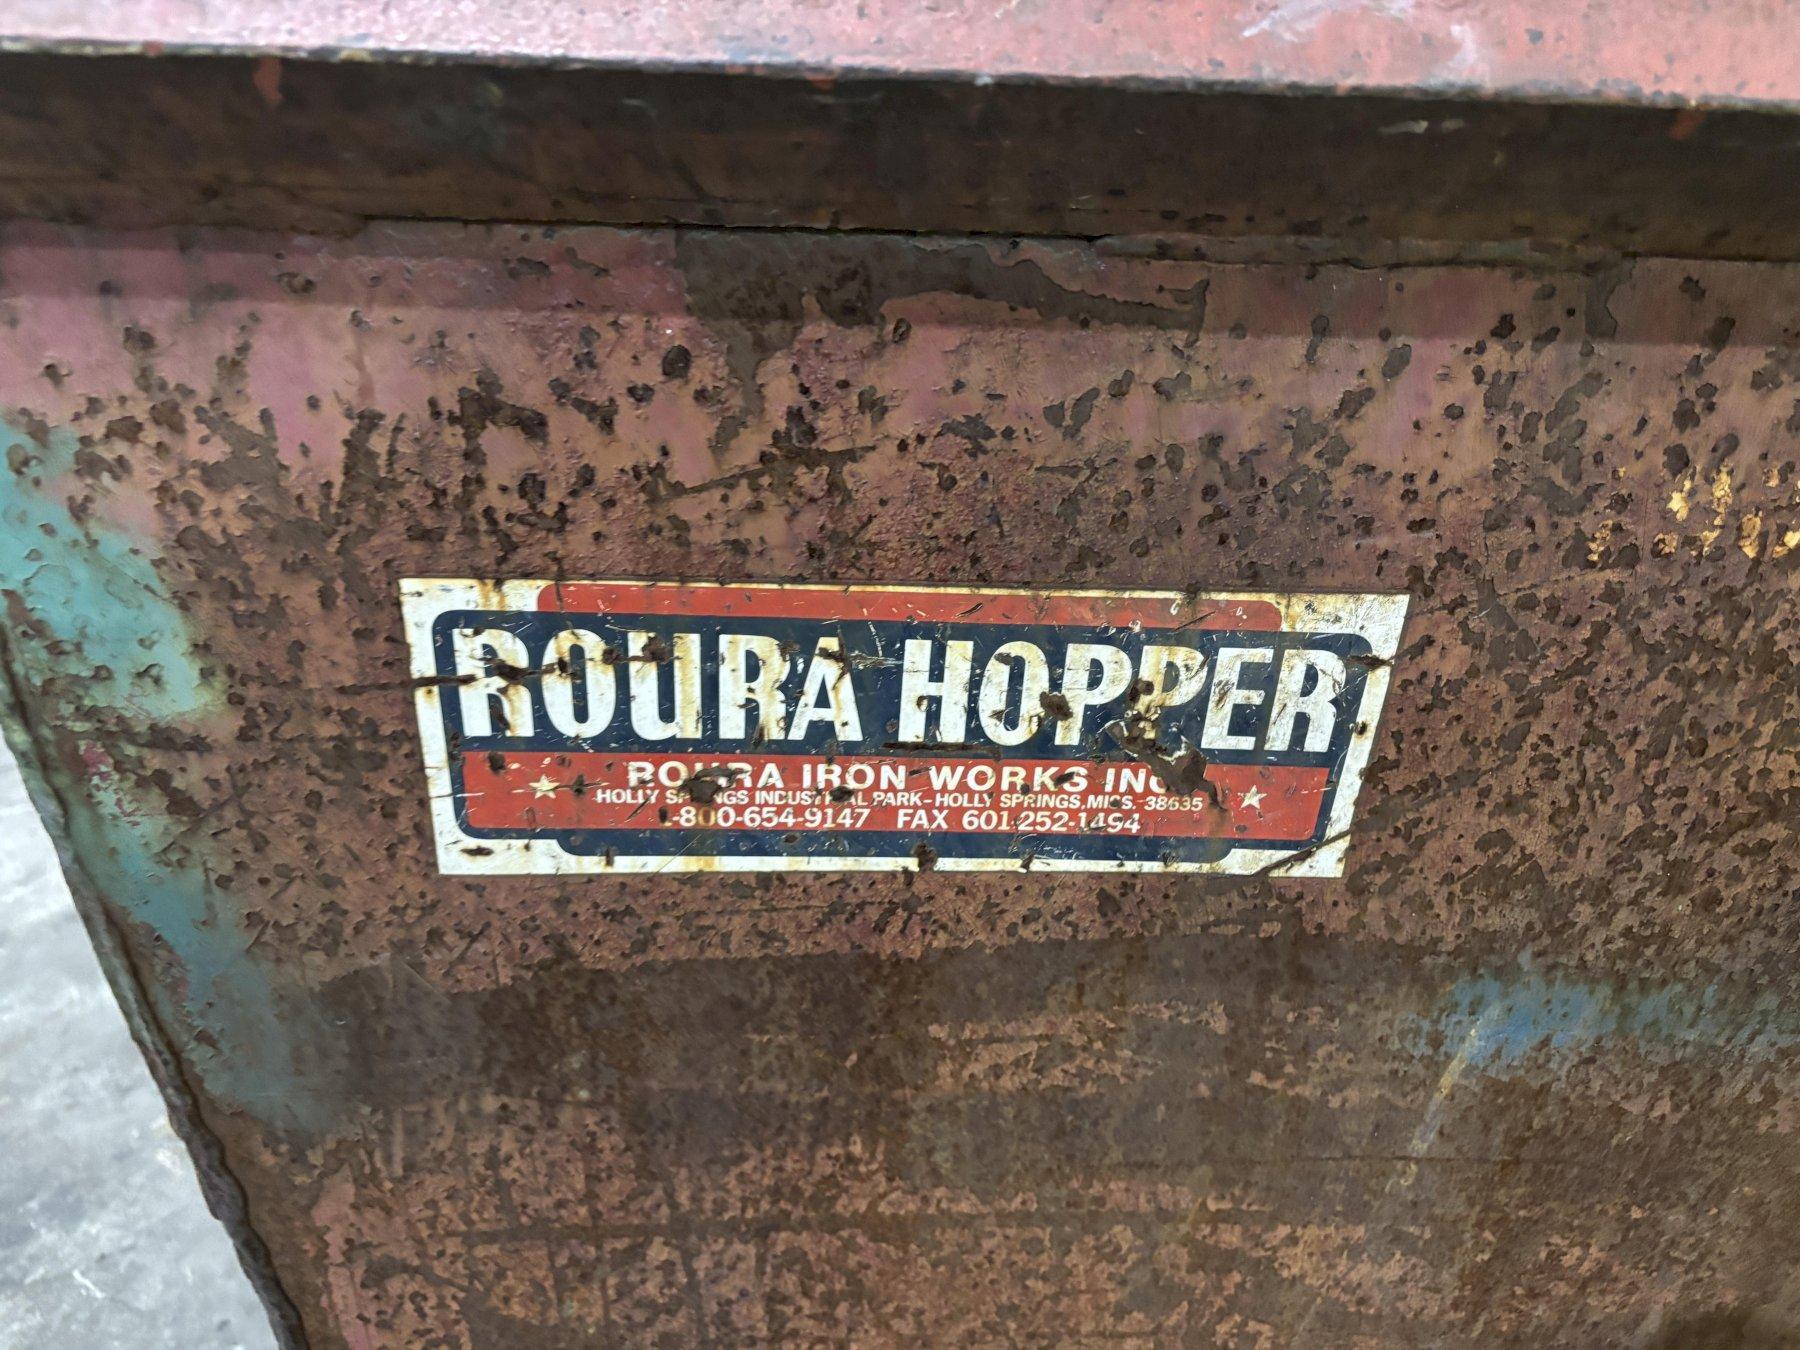 ROURA HOPPER
ROURA IRON WORKS INC
HOLLY SPRINGS INDUSTRIAL PARK-HOLLY SPRINGS, MISS. 38635
1-800-654-9147 FAX 601-252-1494